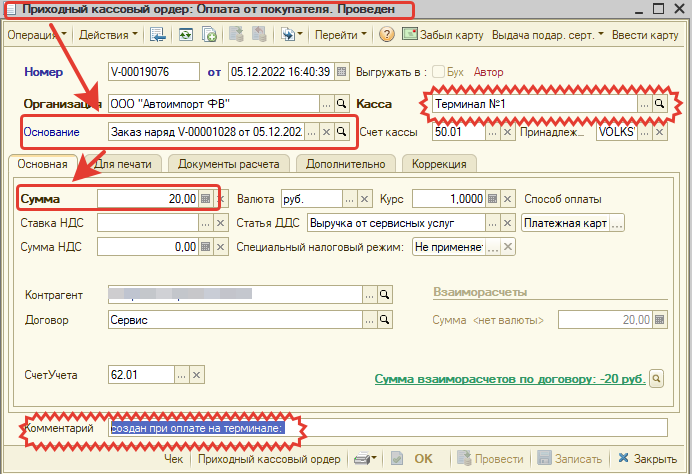 Приходный кассовый ордер: Оплата от покупателя. Проведен
Операция Действия Перейти Забыл карту Выдача подар. серт. Ввести карту
Номер V-00019076 от 05.12.2022 16:40:39 Выгружать в : Бух Автор
Организация ООО "Автоимпорт ФВ" Касса Терминал №1
Основание Заказ наряд V-00001028 от 05.12.202 Счет кассы 50.01 Принадлеж... VOLKS
Основная Для печати Документы расчета Дополнительно Коррекция
Сумма 20,00 Валюта руб. Курс 1,0000 Способ оплаты
Ставка НДС Статья ДДС Выручка от сервисных услуг Платежная карт
Сумма НДС 0,00 Специальный налоговый режим: Не применяе
Контрагент Взаиморасчеты
Договор Сервис Сумма <нет валюты> 20,00
СчетУчета 62.01 Сумма взаиморасчетов по договору: -20 руб.
Комментарий создан при оплате на терминале:
Чек Приходный кассовый ордер OK Провести Записать Закрыть